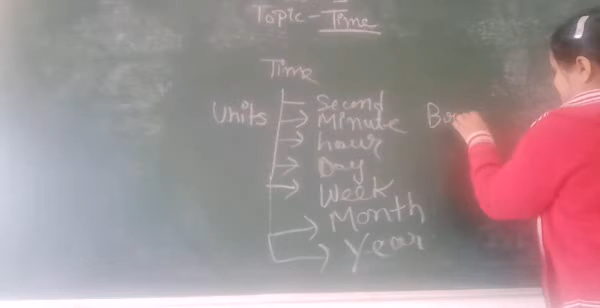 Topic - Time
Time
Units
Second
Minute
hour
Day
Week
Month
Year